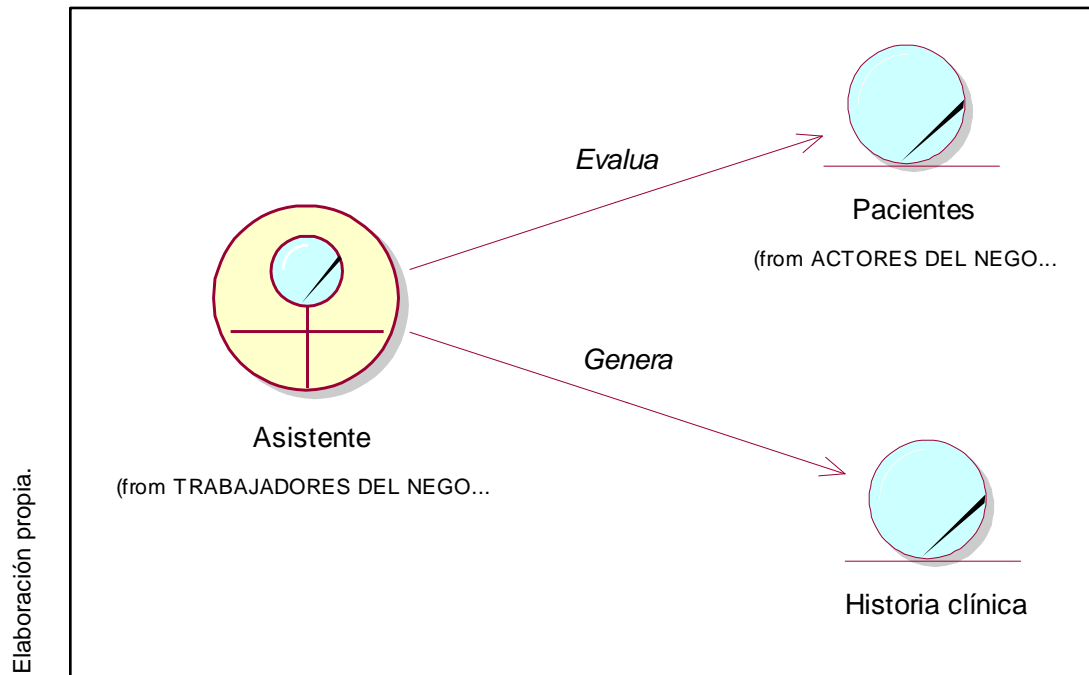 Evalua
Pacientes
(from ACTORES DEL NEGO...
Genera
Asistente
(from TRABAJADORES DEL NEGO...
Historia clínica
Elaboración propia.